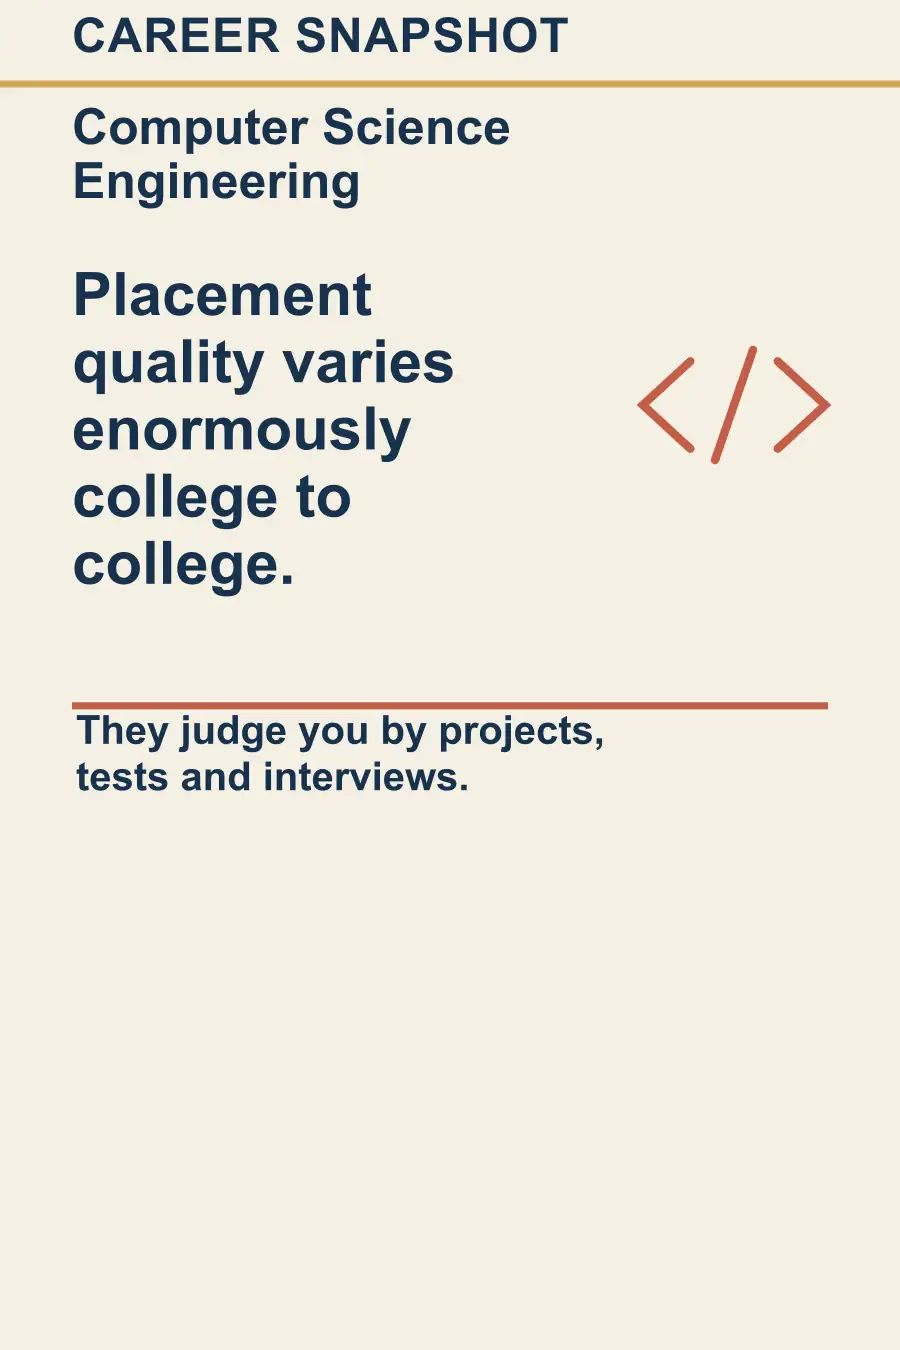 CAREER SNAPSHOT
Computer Science
Engineering
Placement
quality varies
enormously
college to
college.
They judge you by projects,
tests and interviews.